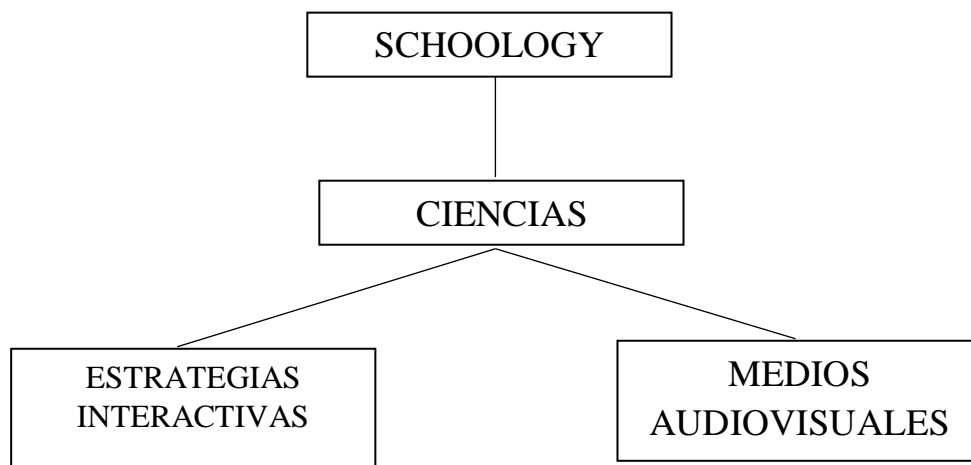 SCHOOLOGY
CIENCIAS
ESTRATEGIAS
INTERACTIVAS
MEDIOS
AUDIOVISUALES